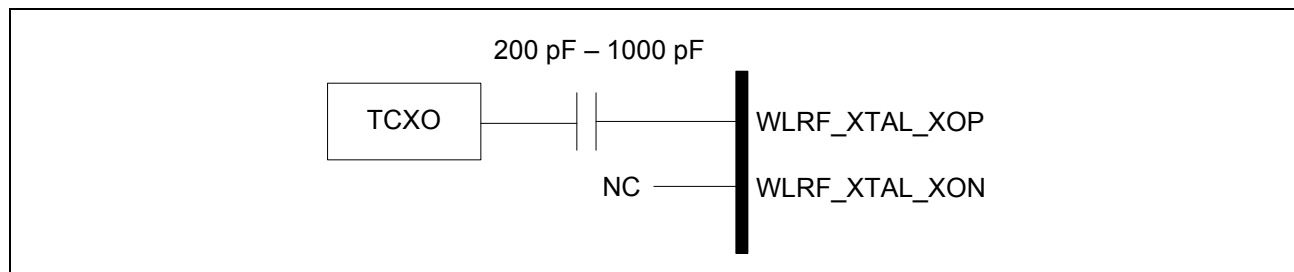 200 pF – 1000 pF
TCXO
WLRF_XTAL_XOP
NC
WLRF_XTAL_XON